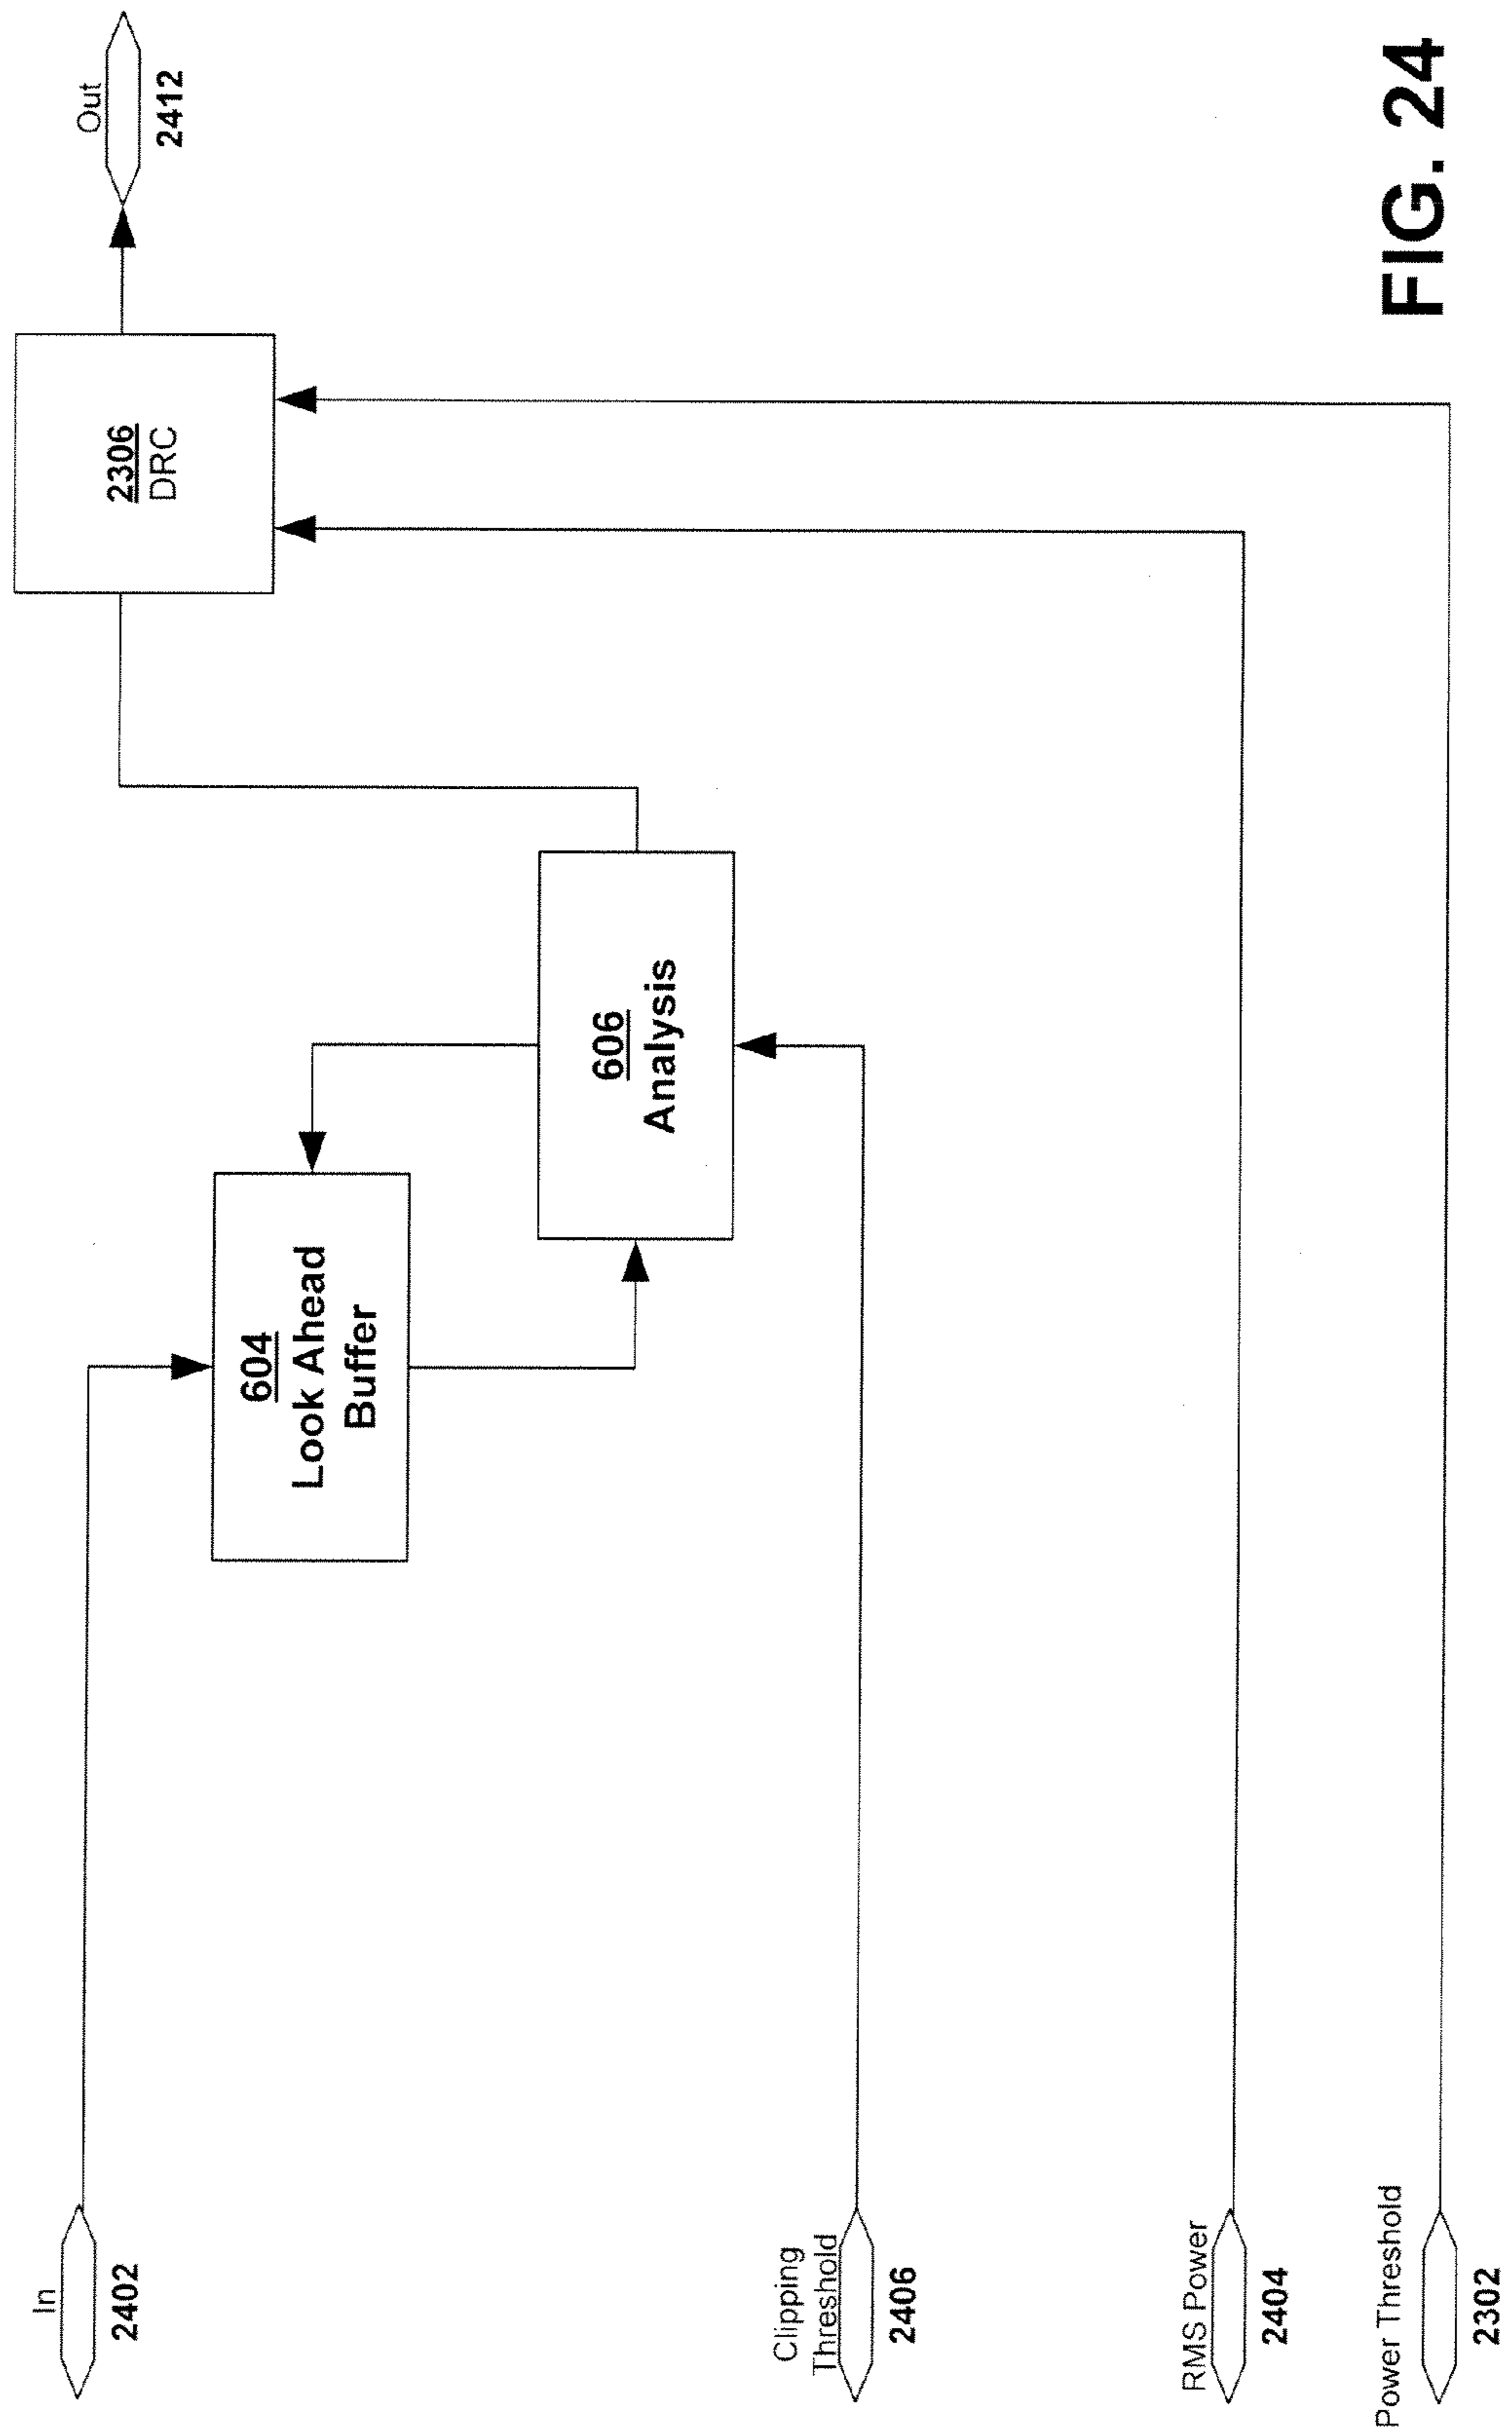 In
2402
604
Look Ahead
Buffer
606
Analysis
2306
DRC
Out
2412
Clipping
Threshold
2406
RMS Power
2404
Power Threshold
2302
FIG. 24